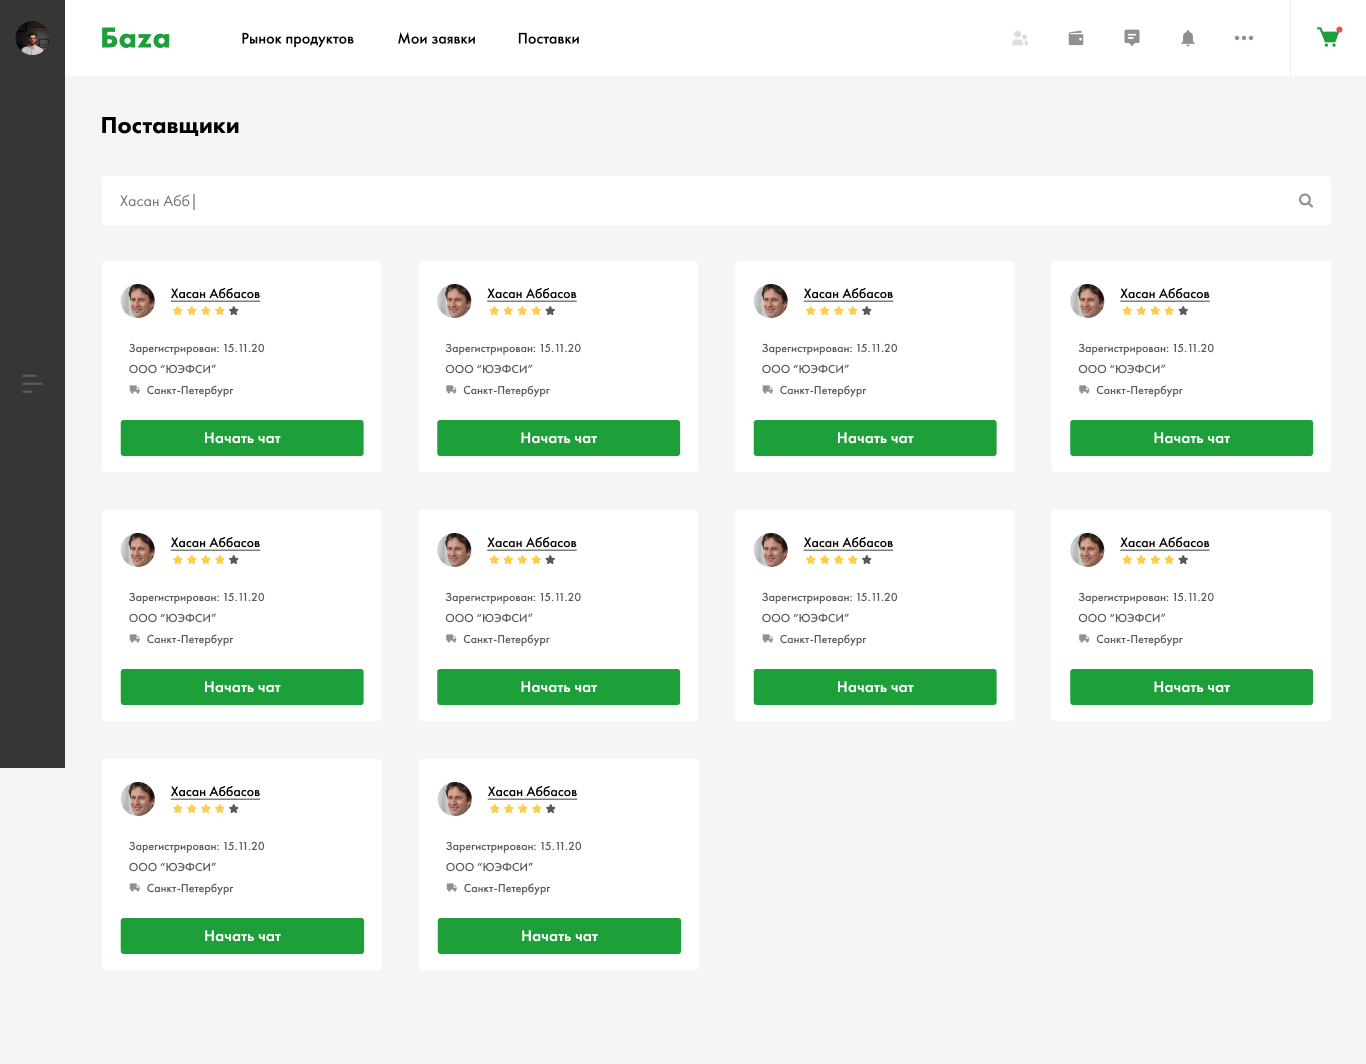 Баzа
Рынок продуктов Мои заявки Поставки
Поставщики
Хасан Абб
Хасан Аббасов Хасан Аббасов Хасан Аббасов Хасан Аббасов
Зарегистрирован: 15.11.20 Зарегистрирован: 15.11.20 Зарегистрирован: 15.11.20 Зарегистрирован: 15.11.20
ООО “ЮЭФСИ” ООО “ЮЭФСИ” ООО “ЮЭФСИ” ООО “ЮЭФСИ”
Санкт-Петербург Санкт-Петербург Санкт-Петербург Санкт-Петербург
Начать чат Начать чат Начать чат Начать чат
Хасан Аббасов Хасан Аббасов Хасан Аббасов Хасан Аббасов
Зарегистрирован: 15.11.20 Зарегистрирован: 15.11.20 Зарегистрирован: 15.11.20 Зарегистрирован: 15.11.20
ООО “ЮЭФСИ” ООО “ЮЭФСИ” ООО “ЮЭФСИ” ООО “ЮЭФСИ”
Санкт-Петербург Санкт-Петербург Санкт-Петербург Санкт-Петербург
Начать чат Начать чат Начать чат Начать чат
Хасан Аббасов Хасан Аббасов
Зарегистрирован: 15.11.20 Зарегистрирован: 15.11.20
ООО “ЮЭФСИ” ООО “ЮЭФСИ”
Санкт-Петербург Санкт-Петербург
Начать чат Начать чат